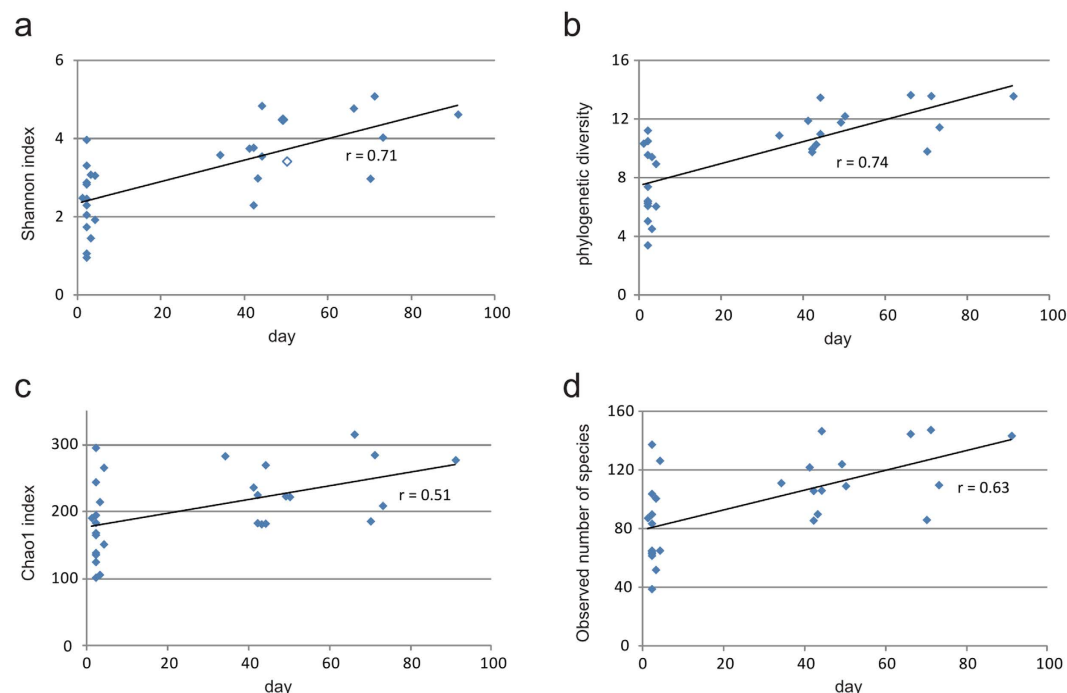 a
6
4
2
0
Shannon index
r = 0.71
0 20 40 60 80 100
day
b
16
12
8
4
0
phylogenetic diversity
r = 0.74
0 20 40 60 80 100
day
c
300
200
100
0
Chao1 index
r = 0.51
0 20 40 60 80 100
day
d
160
120
80
40
0
Observed number of species
r = 0.63
0 20 40 60 80 100
day